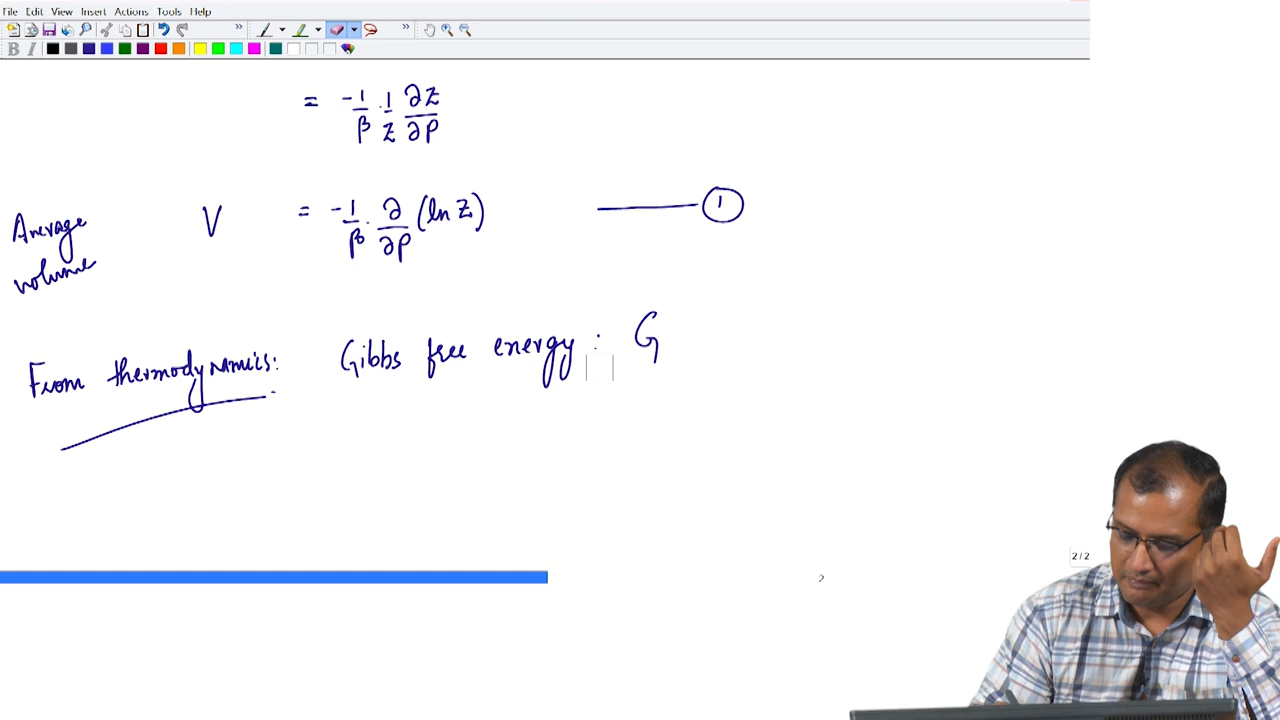 File Edit View Insert Actions Tools Help
B I
= -1/β · 1/Z ∂Z/∂P
Average volume V = -1/β · ∂/∂P (ln Z) ——— 1
From thermodynamics: Gibbs free energy : G
2 / 2
2